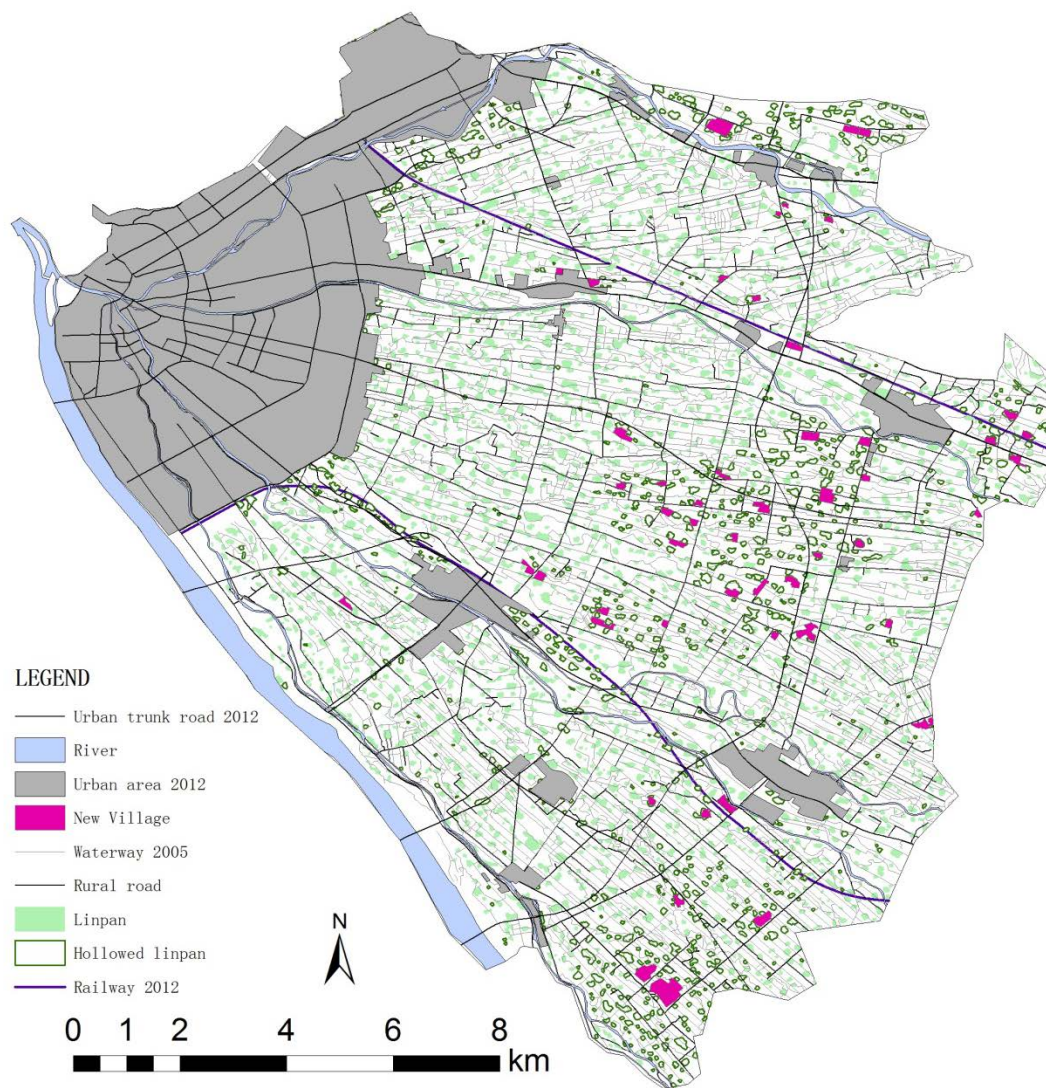 LEGEND
Urban trunk road 2012
River
Urban area 2012
New Village
Waterway 2005
Rural road
Linpan
Hollowed linpan
Railway 2012
N
0 1 2 4 6 8
km